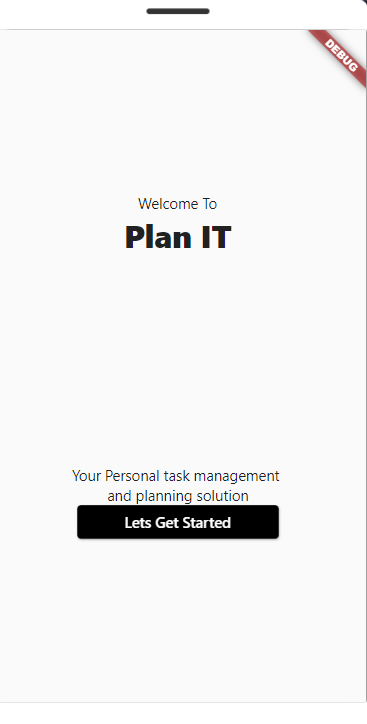 DEBUG
Welcome To
Plan IT
Your Personal task management
and planning solution
Lets Get Started